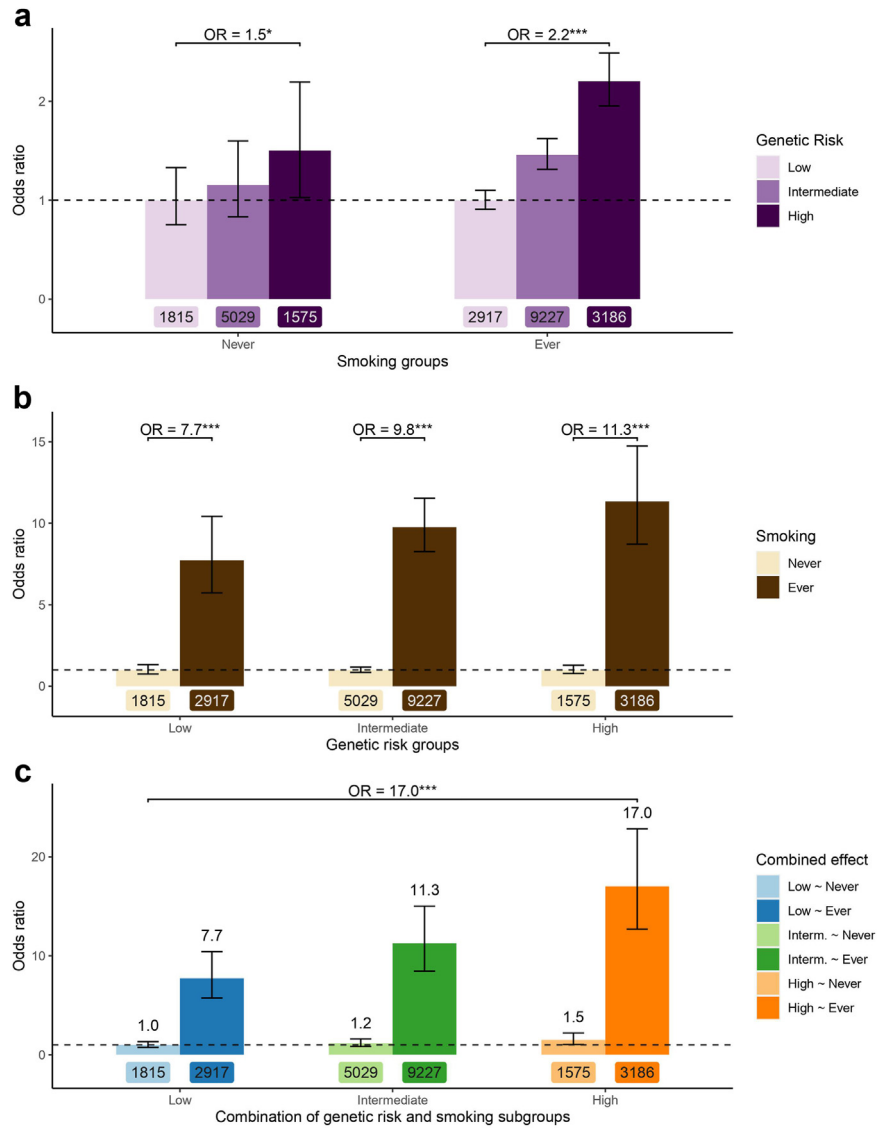 a
OR = 1.5*
OR = 2.2***
2
1
0
Odds ratio
1815 5029 1575
2917 9227 3186
Never
Ever
Smoking groups
Genetic Risk
Low
Intermediate
High
b
OR = 7.7***
OR = 9.8***
OR = 11.3***
15
10
5
0
Odds ratio
1815 2917
5029 9227
1575 3186
Low
Intermediate
High
Genetic risk groups
Smoking
Never
Ever
c
OR = 17.0***
20
10
0
Odds ratio
1.0
7.7
1.2
11.3
1.5
17.0
1815 2917
5029 9227
1575 3186
Low
Intermediate
High
Combination of genetic risk and smoking subgroups
Combined effect
Low ~ Never
Low ~ Ever
Interm. ~ Never
Interm. ~ Ever
High ~ Never
High ~ Ever